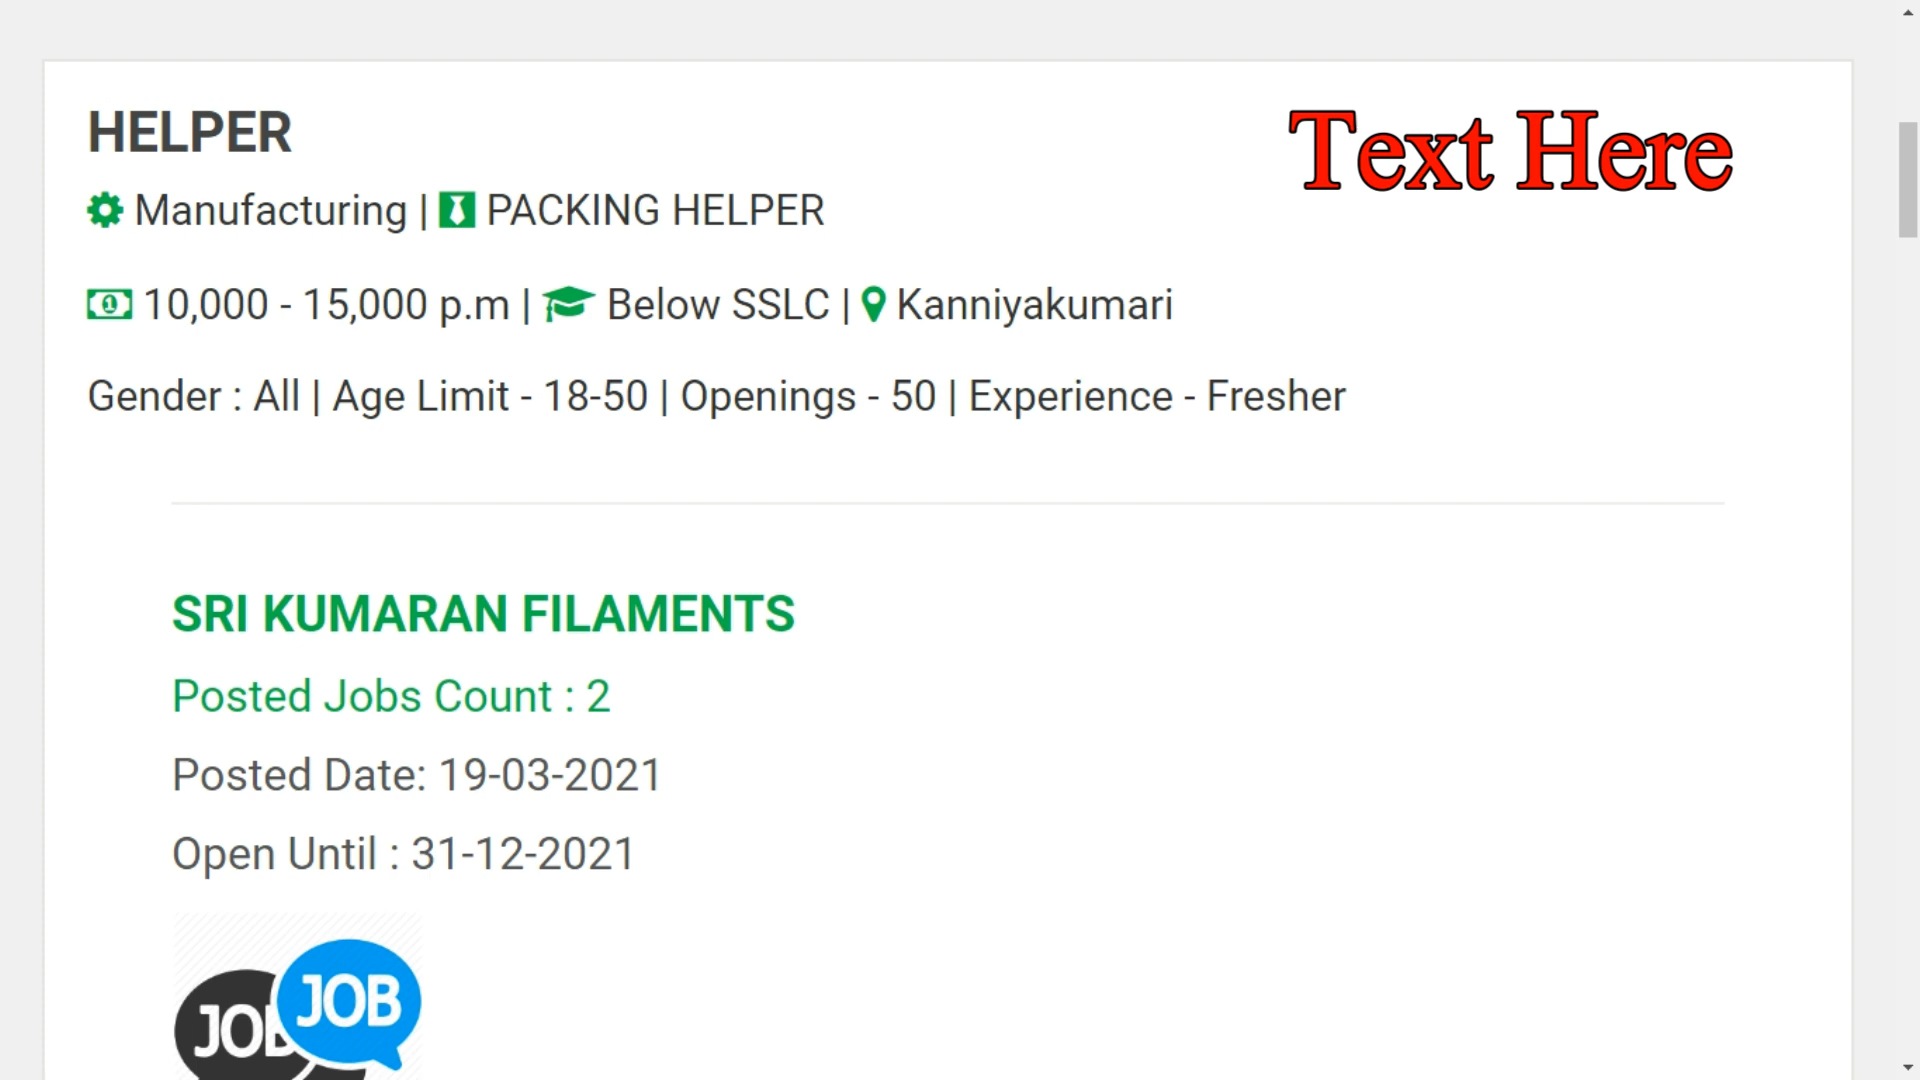 HELPER
Text Here
Manufacturing | PACKING HELPER
10,000 - 15,000 p.m | Below SSLC | Kanniyakumari
Gender : All | Age Limit - 18-50 | Openings - 50 | Experience - Fresher
SRI KUMARAN FILAMENTS
Posted Jobs Count : 2
Posted Date: 19-03-2021
Open Until : 31-12-2021
JOB
JOB